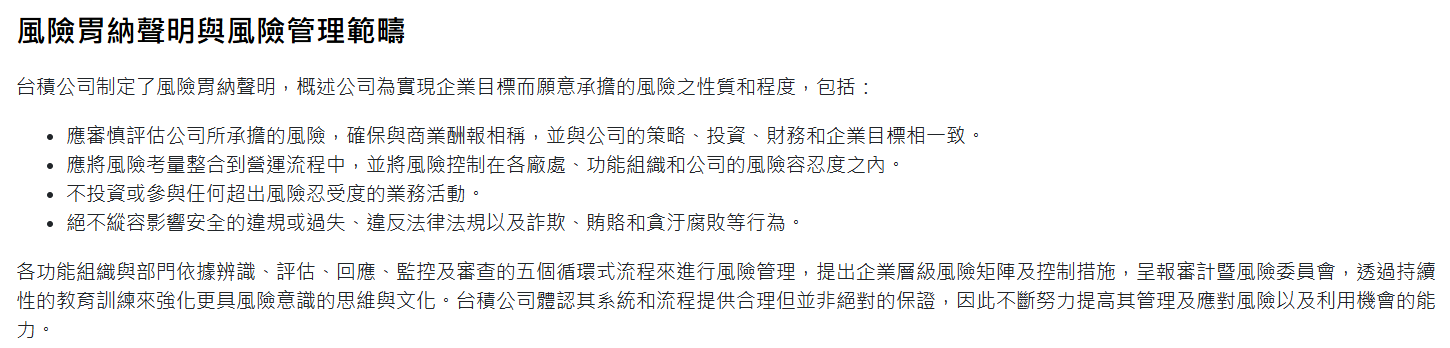 風險胃納聲明與風險管理範疇
台積公司制定了風險胃納聲明，概述公司為實現企業目標而願意承擔的風險之性質和程度，包括：
• 應審慎評估公司所承擔的風險，確保與商業酬報相稱，並與公司的策略、投資、財務和企業目標相一致。
• 應將風險考量整合到營運流程中，並將風險控制在各廠處、功能組織和公司的風險容忍度之內。
• 不投資或參與任何超出風險忍受度的業務活動。
• 絕不縱容影響安全的違規或過失、違反法律法規以及詐欺、賄賂和貪汙腐敗等行為。
各功能組織與部門依據辨識、評估、回應、監控及審查的五個循環式流程來進行風險管理，提出企業層級風險矩陣及控制措施，呈報審計暨風險委員會，透過持續
性的教育訓練來強化更具風險意識的思維與文化。台積公司體認其系統和流程提供合理但並非絕對的保證，因此不斷努力提高其管理及應對風險以及利用機會的能
力。